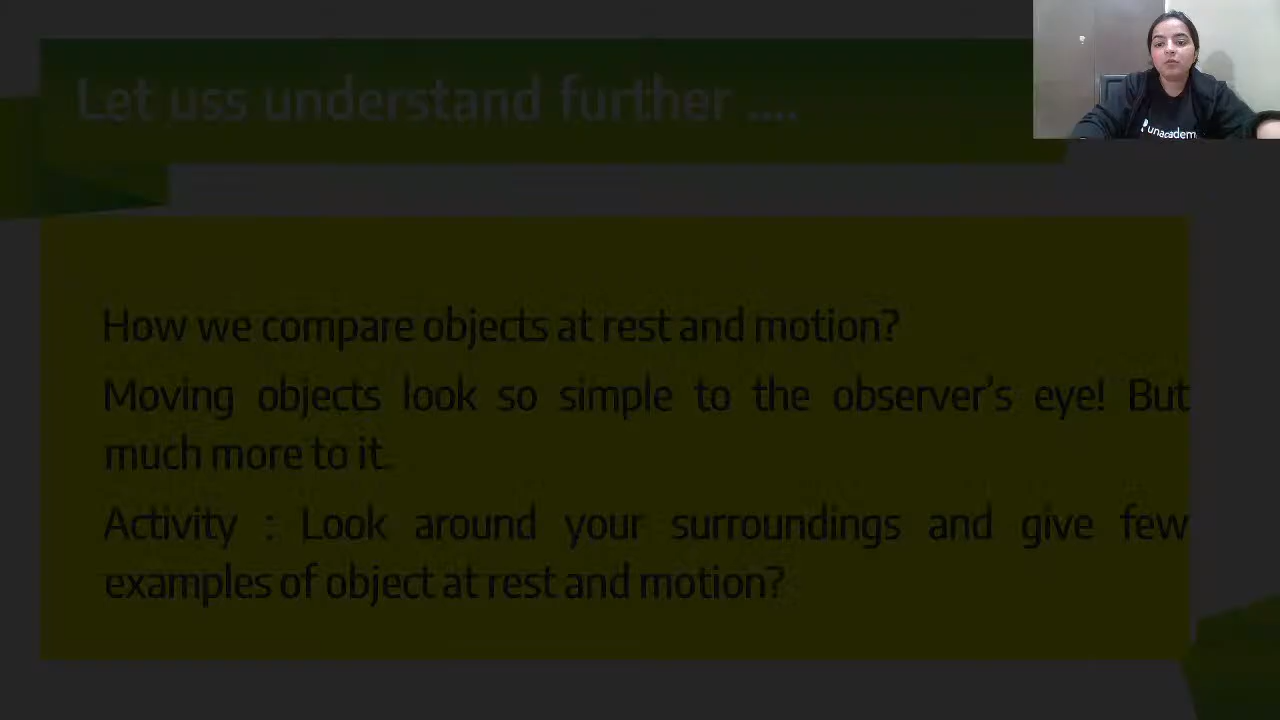 Let uss understand further ....
unacadem
How we compare objects at rest and motion?
Moving objects look so simple to the observer's eye! But
much more to it.
Activity : Look around your surroundings and give few
examples of object at rest and motion?